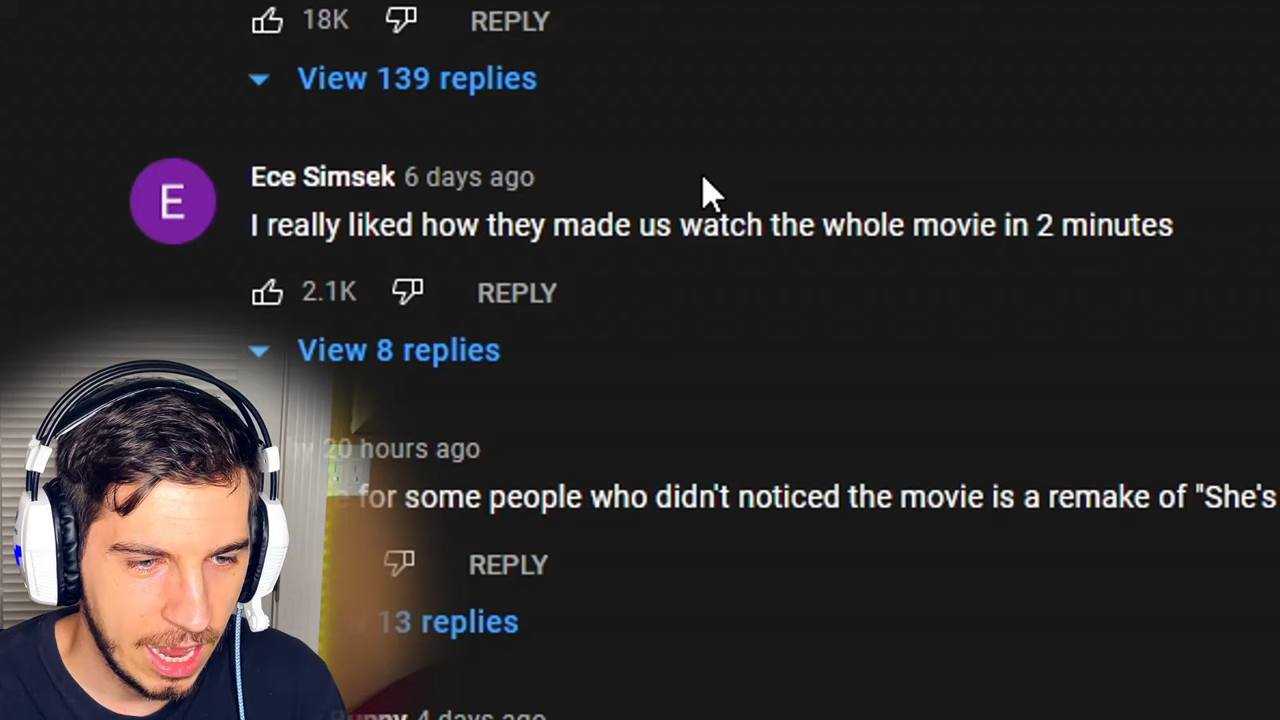 18K REPLY
View 139 replies
E
Ece Simsek 6 days ago
I really liked how they made us watch the whole movie in 2 minutes
2.1K REPLY
View 8 replies
20 hours ago
for some people who didn't noticed the movie is a remake of "She's
REPLY
13 replies
4 days ago